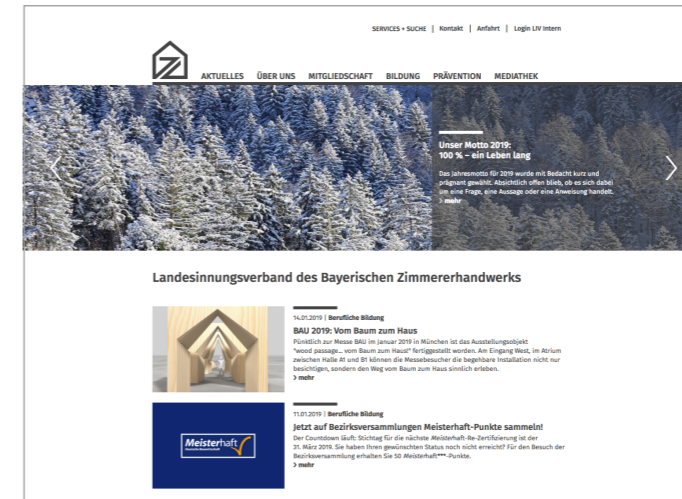 SERVICES + SUCHE | Kontakt | Anfahrt | Login LIV Intern
AKTUELLES ÜBER UNS MITGLIEDSCHAFT BILDUNG PRÄVENTION MEDIATHEK
Unser Motto 2019:
100 % – ein Leben lang
Das Jahresmotto für 2019 wurde mit Bedacht kurz und
prägnant gewählt. Absichtlich offen blieb, ob es sich dabei
um eine Frage, eine Aussage oder eine Anweisung handelt.
> mehr
Landesinnungsverband des Bayerischen Zimmererhandwerks
14.01.2019 | Berufliche Bildung
BAU 2019: Vom Baum zum Haus
Pünktlich zur Messe BAU im Januar 2019 in München ist das Ausstellungsobjekt
"wood passage... vom Baum zum Haus!" fertiggestellt worden. Am Eingang West, im Atrium
zwischen Halle A1 und B1 können die Messebesucher die begehbare Installation nicht nur
besichtigen, sondern den Weg vom Baum zum Haus sinnlich erleben.
> mehr
11.01.2019 | Berufliche Bildung
Jetzt auf Bezirksversammlungen Meisterhaft-Punkte sammeln!
Der Countdown läuft: Stichtag für die nächste Meisterhaft-Re-Zertifizierung ist der
31. März 2019. Sie haben Ihren gewünschten Status noch nicht erreicht? Für den Besuch der
Bezirksversammlung erhalten Sie 50 Meisterhaft***-Punkte.
> mehr
Meisterhaft